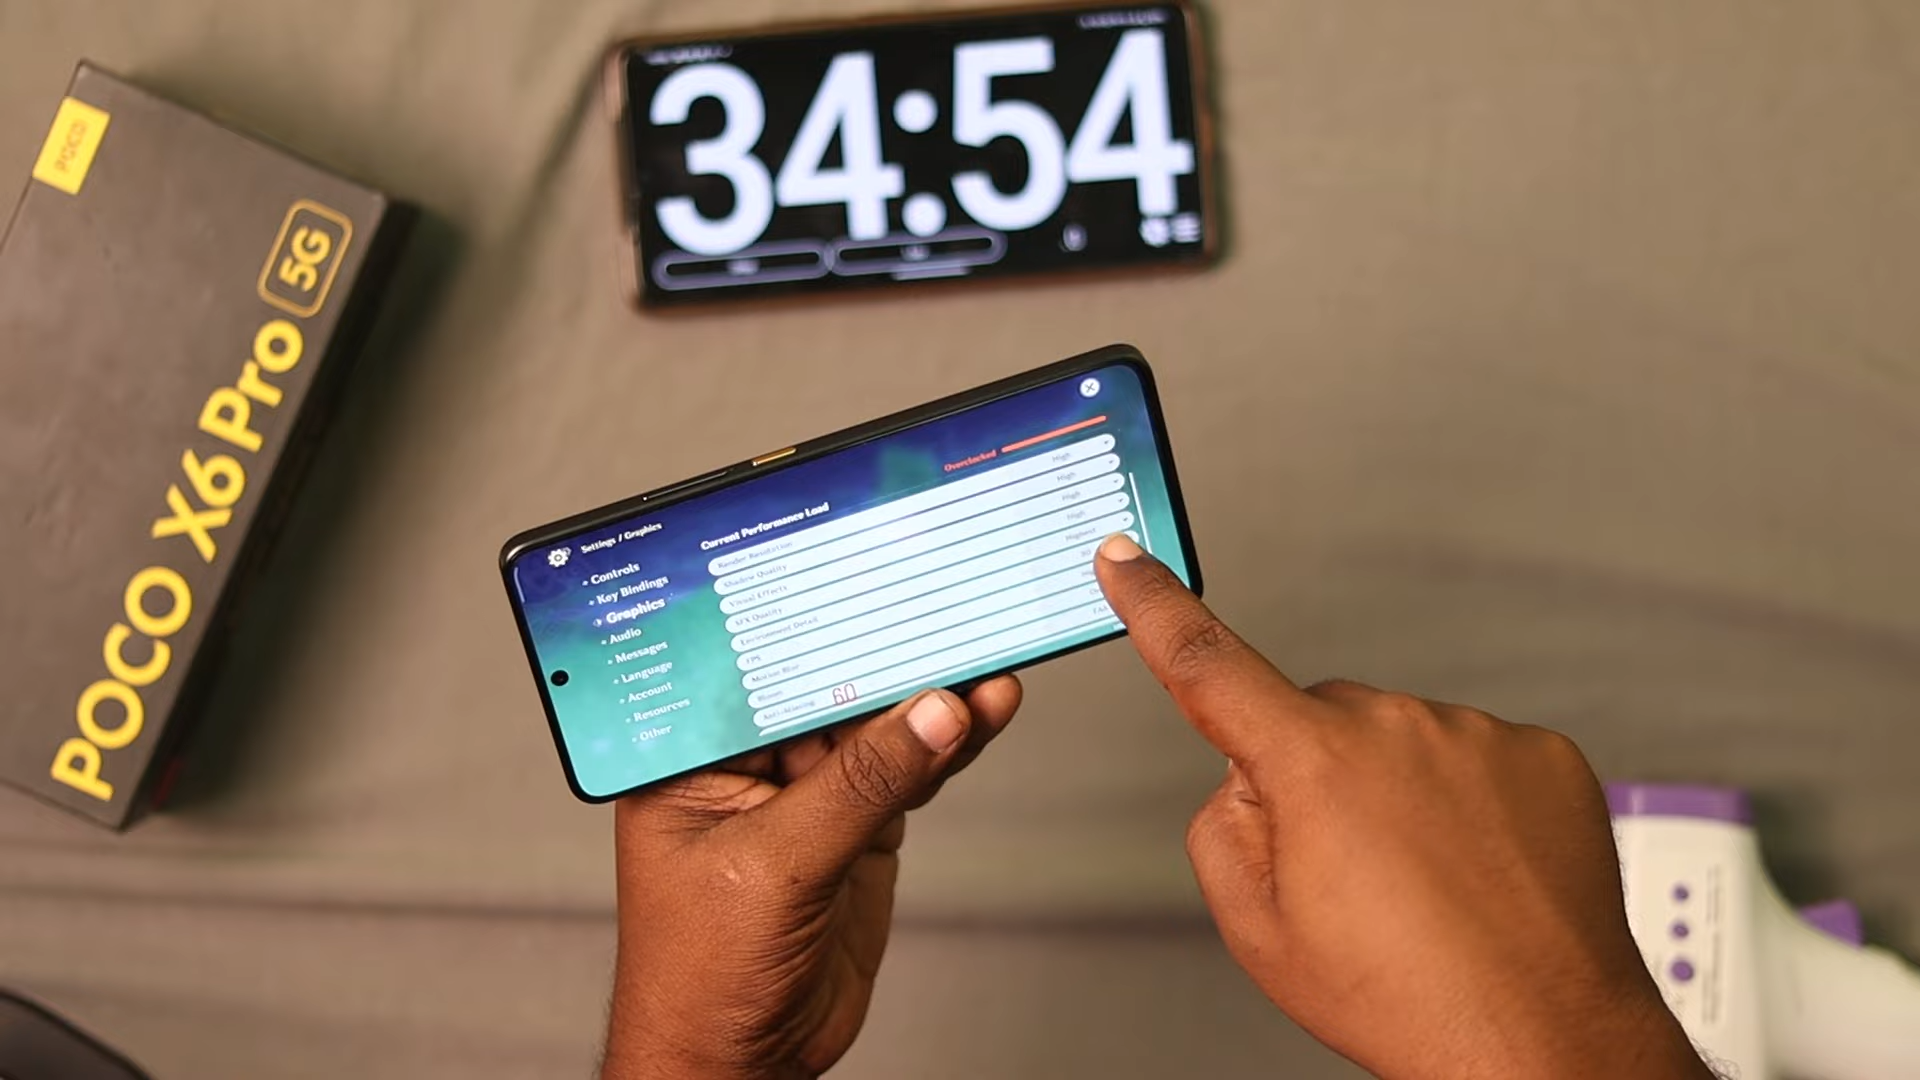 34:54
POCO
POCO X6 Pro 5G
Settings / Graphics
Controls
Key Bindings
Graphics
Audio
Messages
Language
Account
Resources
Other
Current Performance Load
Overclocked
Render Resolution
High
Shadow Quality
High
Visual Effects
High
SFX Quality
High
Environment Detail
Highest
FPS
Motion Blur
Bloom
Anti-Aliasing
60